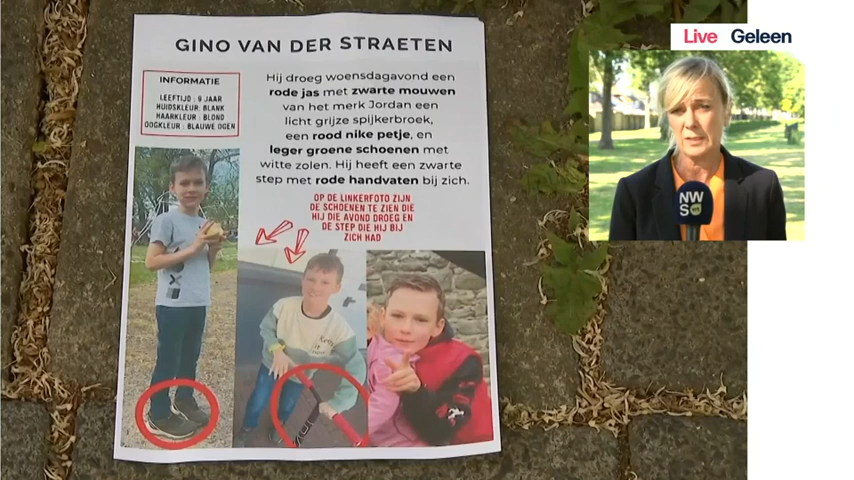 GINO VAN DER STRAETEN
INFORMATIE
LEEFTIJD : 9 JAAR
HUIDSKLEUR: BLANK
HAARKLEUR : BLOND
OOGKLEUR : BLAUWE OGEN
Hij droeg woensdagavond een
rode jas met zwarte mouwen
van het merk Jordan een
licht grijze spijkerbroek,
een rood nike petje, en
leger groene schoenen met
witte zolen. Hij heeft een zwarte
step met rode handvaten bij zich.
OP DE LINKERFOTO ZIJN
DE SCHOENEN TE ZIEN DIE
HIJ DIE AVOND DROEG EN
DE STEP DIE HIJ BIJ
ZICH HAD
Live Geleen
NW
S